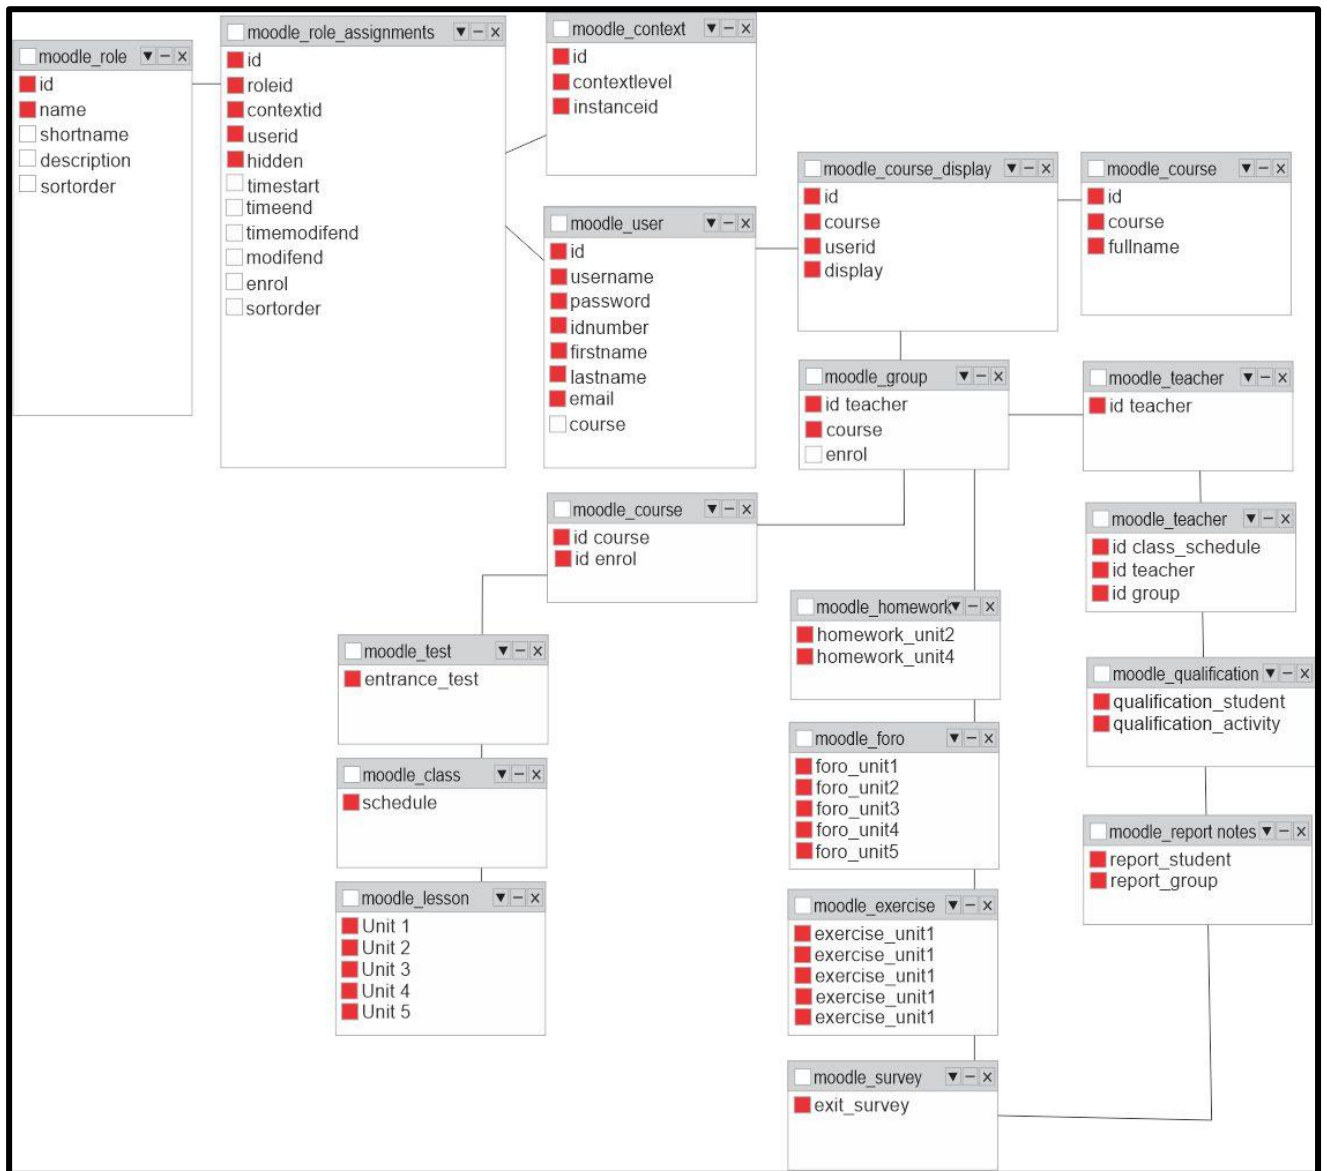 moodle_role
id
name
shortname
description
sortorder
moodle_role_assignments
id
roleid
contextid
userid
hidden
timestart
timeend
timemodifend
modifend
enrol
sortorder
moodle_context
id
contextlevel
instanceid
moodle_user
id
username
password
idnumber
firstname
lastname
email
course
moodle_course_display
id
course
userid
display
moodle_course
id
course
fullname
moodle_group
id teacher
course
enrol
moodle_teacher
id teacher
moodle_course
id course
id enrol
moodle_teacher
id class_schedule
id teacher
id group
moodle_test
entrance_test
moodle_class
schedule
moodle_lesson
Unit 1
Unit 2
Unit 3
Unit 4
Unit 5
moodle_homework
homework_unit2
homework_unit4
moodle_foro
foro_unit1
foro_unit2
foro_unit3
foro_unit4
foro_unit5
moodle_exercise
exercise_unit1
exercise_unit1
exercise_unit1
exercise_unit1
exercise_unit1
moodle_survey
exit_survey
moodle_qualification
qualification_student
qualification_activity
moodle_report notes
report_student
report_group